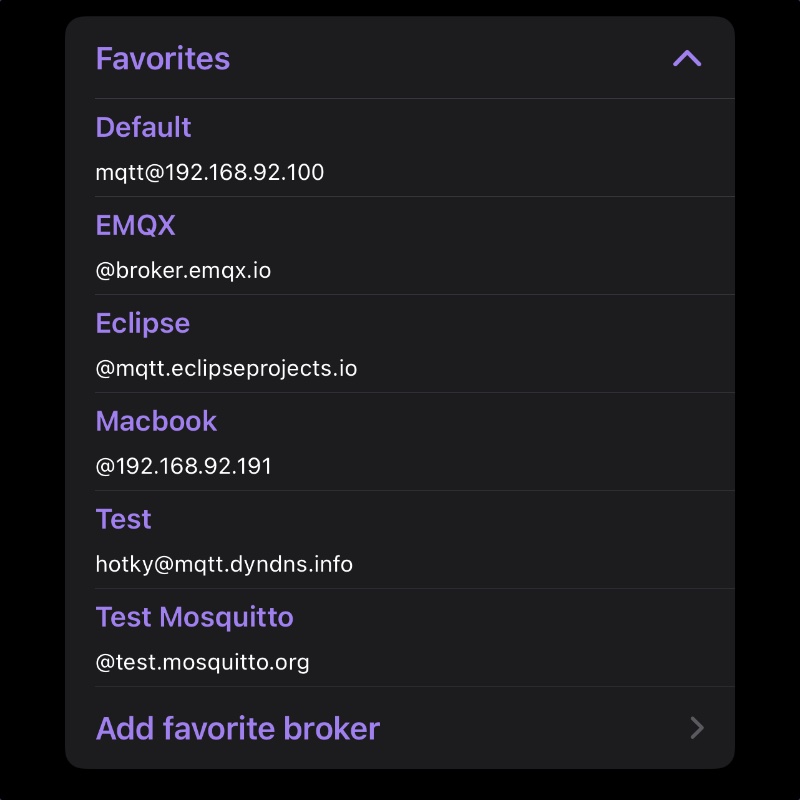 Favorites
Default
mqtt@192.168.92.100
EMQX
@broker.emqx.io
Eclipse
@mqtt.eclipseprojects.io
Macbook
@192.168.92.191
Test
hotky@mqtt.dyndns.info
Test Mosquitto
@test.mosquitto.org
Add favorite broker